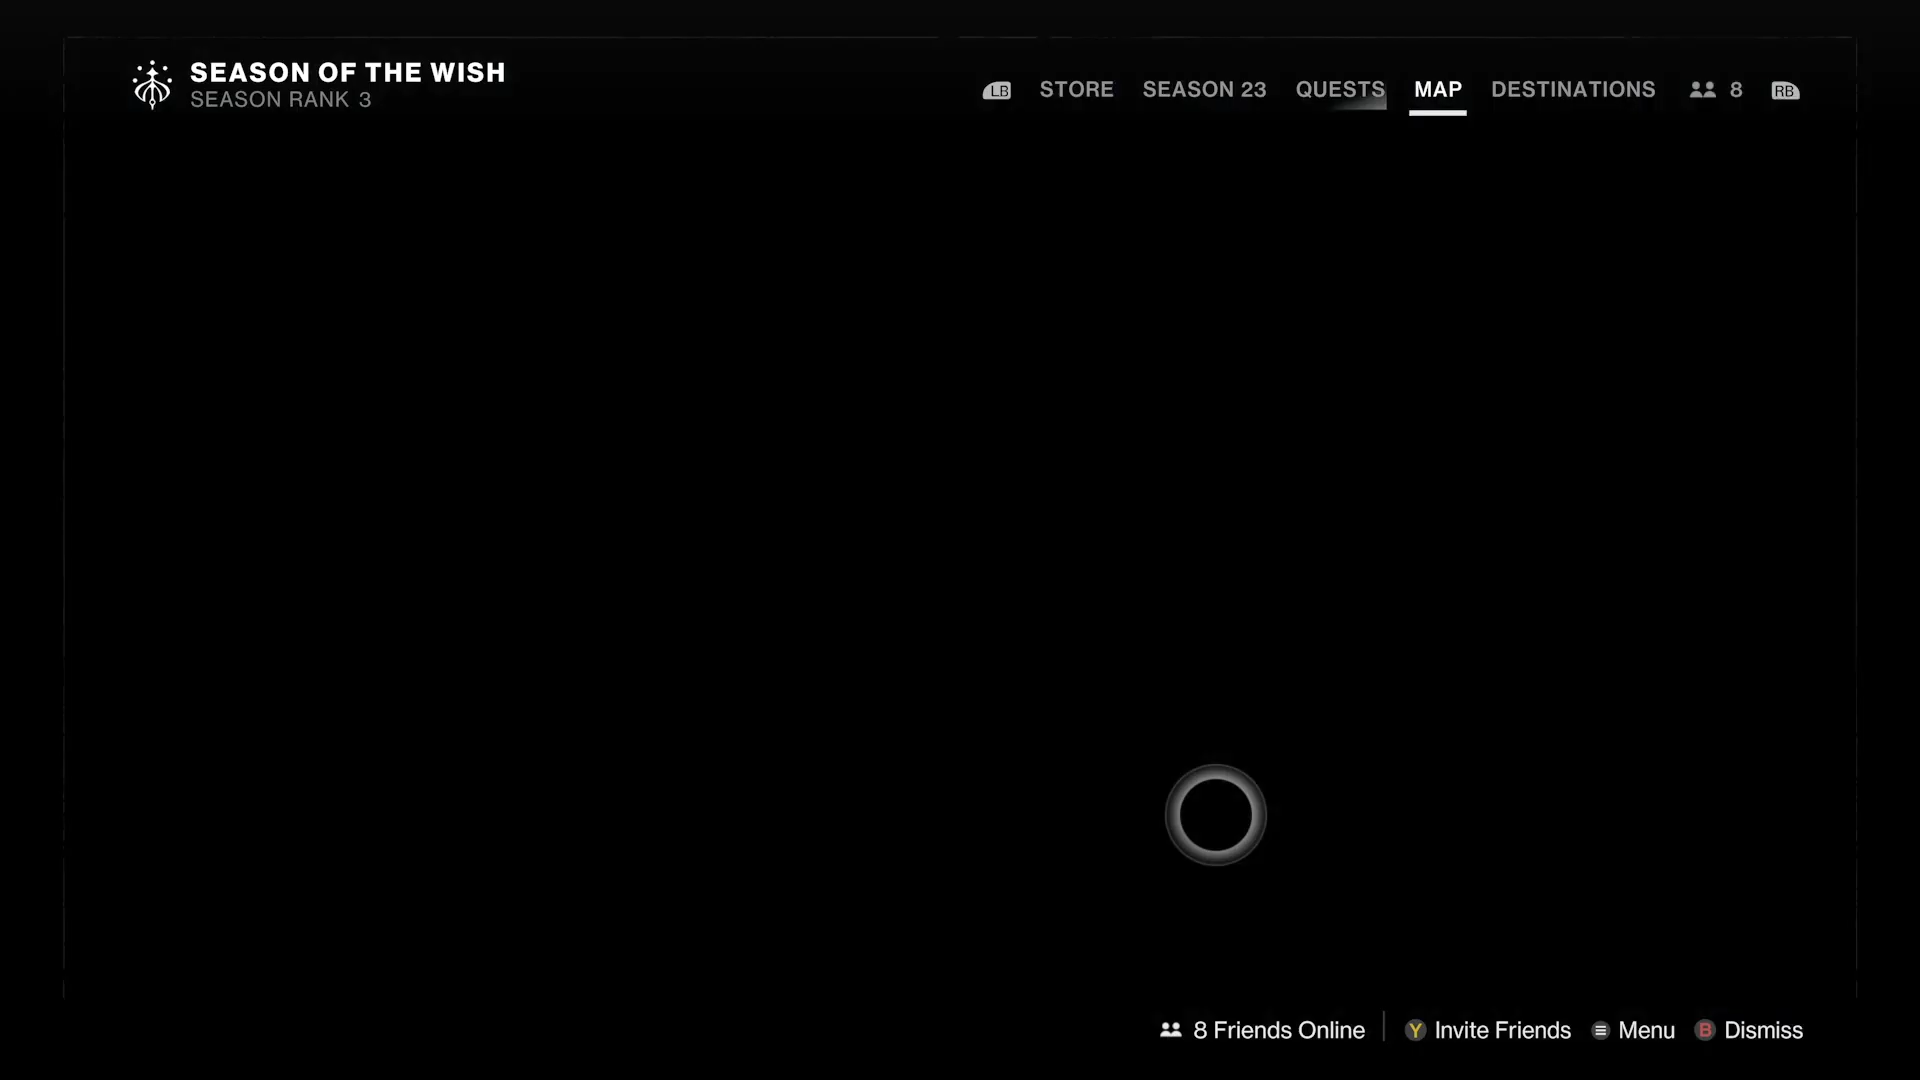 SEASON OF THE WISH
SEASON RANK 3
LB STORE SEASON 23 QUESTS MAP DESTINATIONS 8 RB
8 Friends Online Y Invite Friends Menu B Dismiss